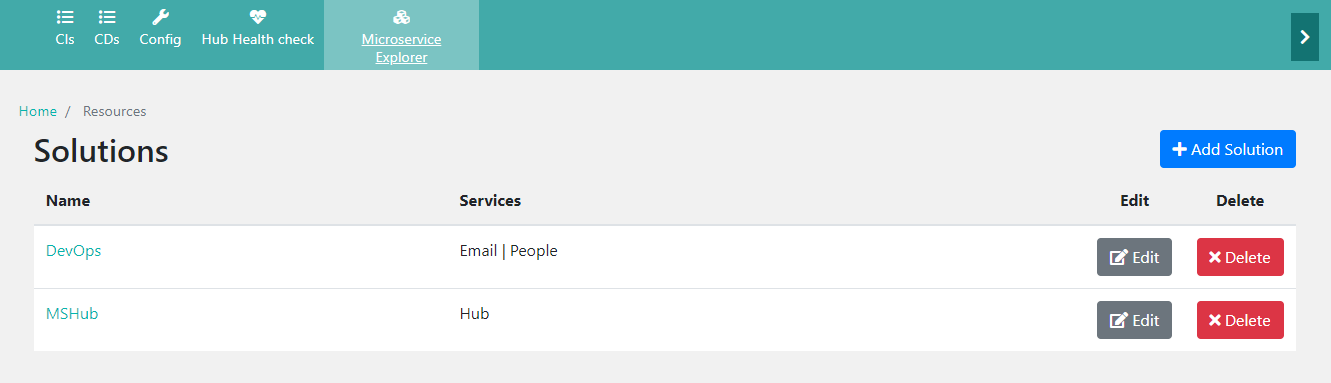 CIs CDs Config Hub Health check Microservice
Explorer
Home / Resources
Solutions
Add Solution
Name Services Edit Delete
DevOps Email | People Edit Delete
MSHub Hub Edit Delete